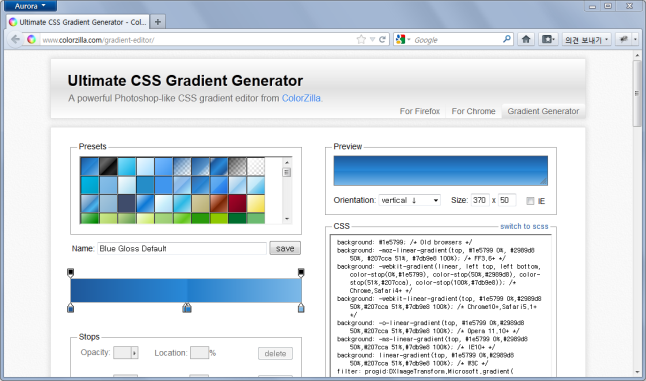 Aurora
Ultimate CSS Gradient Generator - Col...
www.colorzilla.com/gradient-editor/
Google
의견 보내기
Ultimate CSS Gradient Generator
A powerful Photoshop-like CSS gradient editor from ColorZilla.
For Firefox For Chrome Gradient Generator
Presets
Name: Blue Gloss Default save
Stops
Opacity: Location: % delete
Preview
Orientation: vertical ↓ Size: 370 x 50 IE
CSS switch to scss
background: #1e5799; /* Old browsers */
background: -moz-linear-gradient(top, #1e5799 0%, #2989d8
50%, #207cca 51%, #7db9e8 100%); /* FF3.6+ */
background: -webkit-gradient(linear, left top, left bottom,
color-stop(0%,#1e5799), color-stop(50%,#2989d8), color-
stop(51%,#207cca), color-stop(100%,#7db9e8)); /*
Chrome,Safari4+ */
background: -webkit-linear-gradient(top, #1e5799 0%,#2989d8
50%,#207cca 51%,#7db9e8 100%); /* Chrome10+,Safari5.1+
*/
background: -o-linear-gradient(top, #1e5799 0%,#2989d8
50%,#207cca 51%,#7db9e8 100%); /* Opera 11.10+ */
background: -ms-linear-gradient(top, #1e5799 0%,#2989d8
50%,#207cca 51%,#7db9e8 100%); /* IE10+ */
background: linear-gradient(top, #1e5799 0%,#2989d8
50%,#207cca 51%,#7db9e8 100%); /* W3C */
filter: progid:DXImageTransform.Microsoft.gradient(